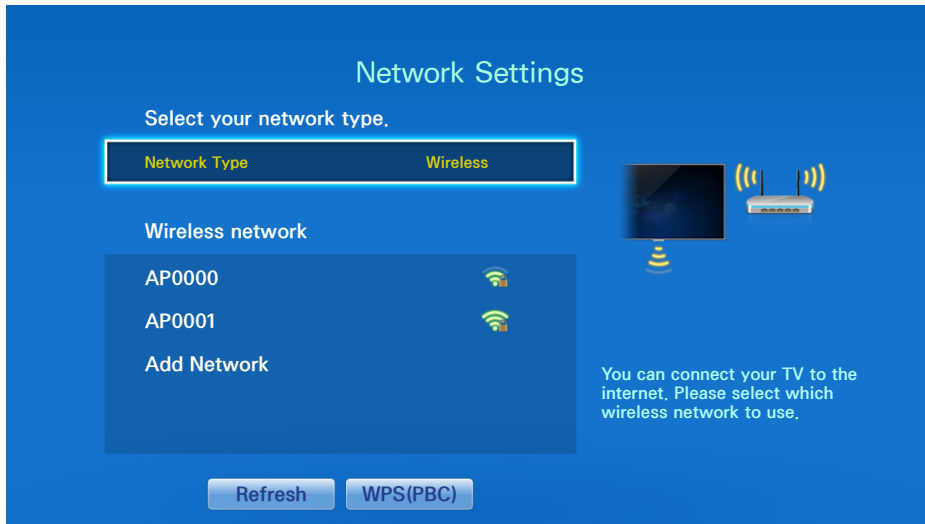 Network Settings
Select your network type.
Network Type Wireless
Wireless network
AP0000
AP0001
Add Network
You can connect your TV to the
internet. Please select which
wireless network to use.
Refresh WPS(PBC)